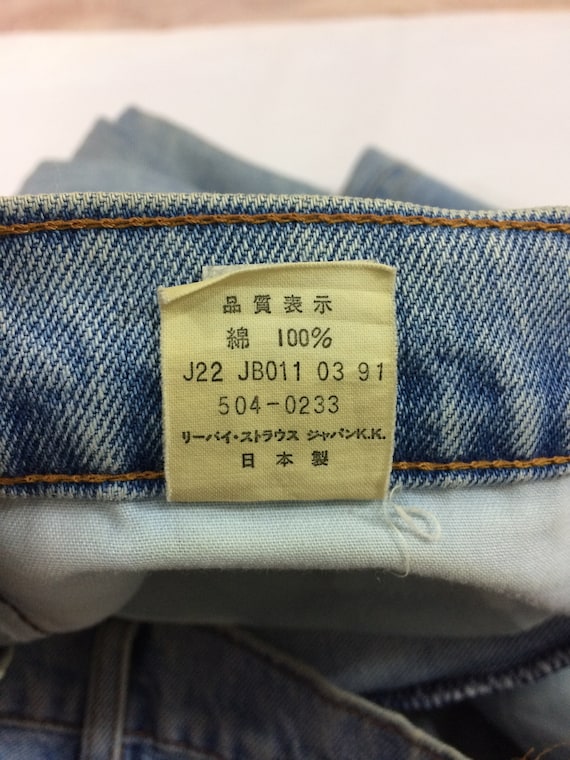 品質表示
綿 100%
J22 JB011 03 91
504-0233
リーバイ・ストラウス ジャパンK.K.
日本製